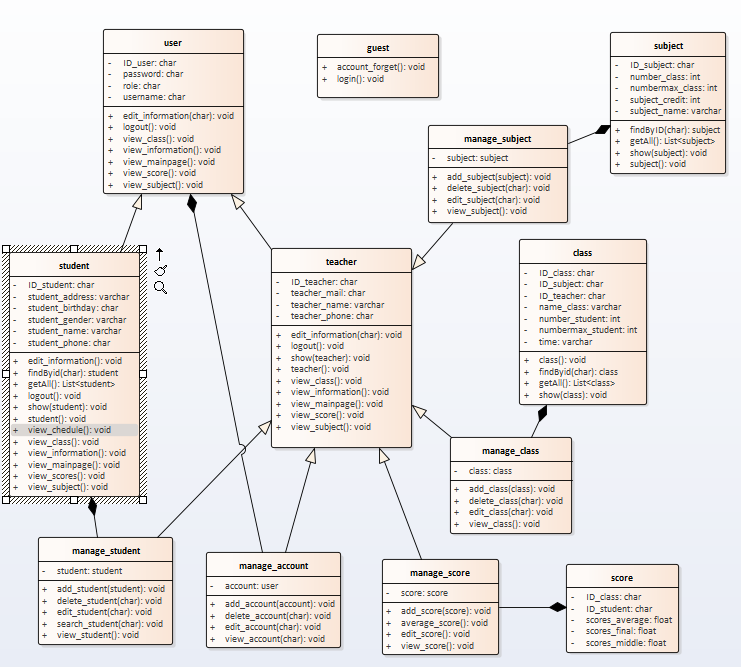 user
- ID_user: char
- password: char
- role: char
- username: char
+ edit_information(char): void
+ logout(): void
+ view_class(): void
+ view_information(): void
+ view_mainpage(): void
+ view_score(): void
+ view_subject(): void
guest
+ account_forget(): void
+ login(): void
subject
- ID_subject: char
- number_class: int
- numbermax_class: int
- subject_credit: int
- subject_name: varchar
+ findByID(char): subject
+ getAll(): List<subject>
+ show(subject): void
+ subject(): void
manage_subject
- subject: subject
+ add_subject(subject): void
+ delete_subject(char): void
+ edit_subject(char): void
+ view_subject(): void
student
- ID_student: char
- student_address: varchar
- student_birthday: char
- student_gender: varchar
- student_name: varchar
- student_phone: char
+ edit_information(): void
+ findByid(char): student
+ getAll(): List<student>
+ logout(): void
+ show(student): void
+ student(): void
+ view_chedule(): void
+ view_class(): void
+ view_information(): void
+ view_mainpage(): void
+ view_scores(): void
+ view_subject(): void
teacher
- ID_teacher: char
- teacher_mail: char
- teacher_name: varchar
- teacher_phone: char
+ edit_information(char): void
+ logout(): void
+ show(teacher): void
+ teacher(): void
+ view_class(): void
+ view_information(): void
+ view_mainpage(): void
+ view_score(): void
+ view_subject(): void
class
- ID_class: char
- ID_subject: char
- ID_teacher: char
- name_class: varchar
- number_student: int
- numbermax_student: int
- time: varchar
+ class(): void
+ findByid(char): class
+ getAll(): List<class>
+ show(class): void
manage_class
- class: class
+ add_class(class): void
+ delete_class(char): void
+ edit_class(char): void
+ view_class(): void
manage_student
- student: student
+ add_student(student): void
+ delete_student(char): void
+ edit_student(char): void
+ search_student(char): void
+ view_student(): void
manage_account
- account: user
+ add_account(account): void
+ delete_account(char): void
+ edit_account(char): void
+ view_account(char): void
manage_score
- score: score
+ add_score(score): void
+ average_score(): void
+ edit_score(): void
+ view_score(): void
score
- ID_class: char
- ID_student: char
- scores_average: float
- scores_final: float
- scores_middle: float